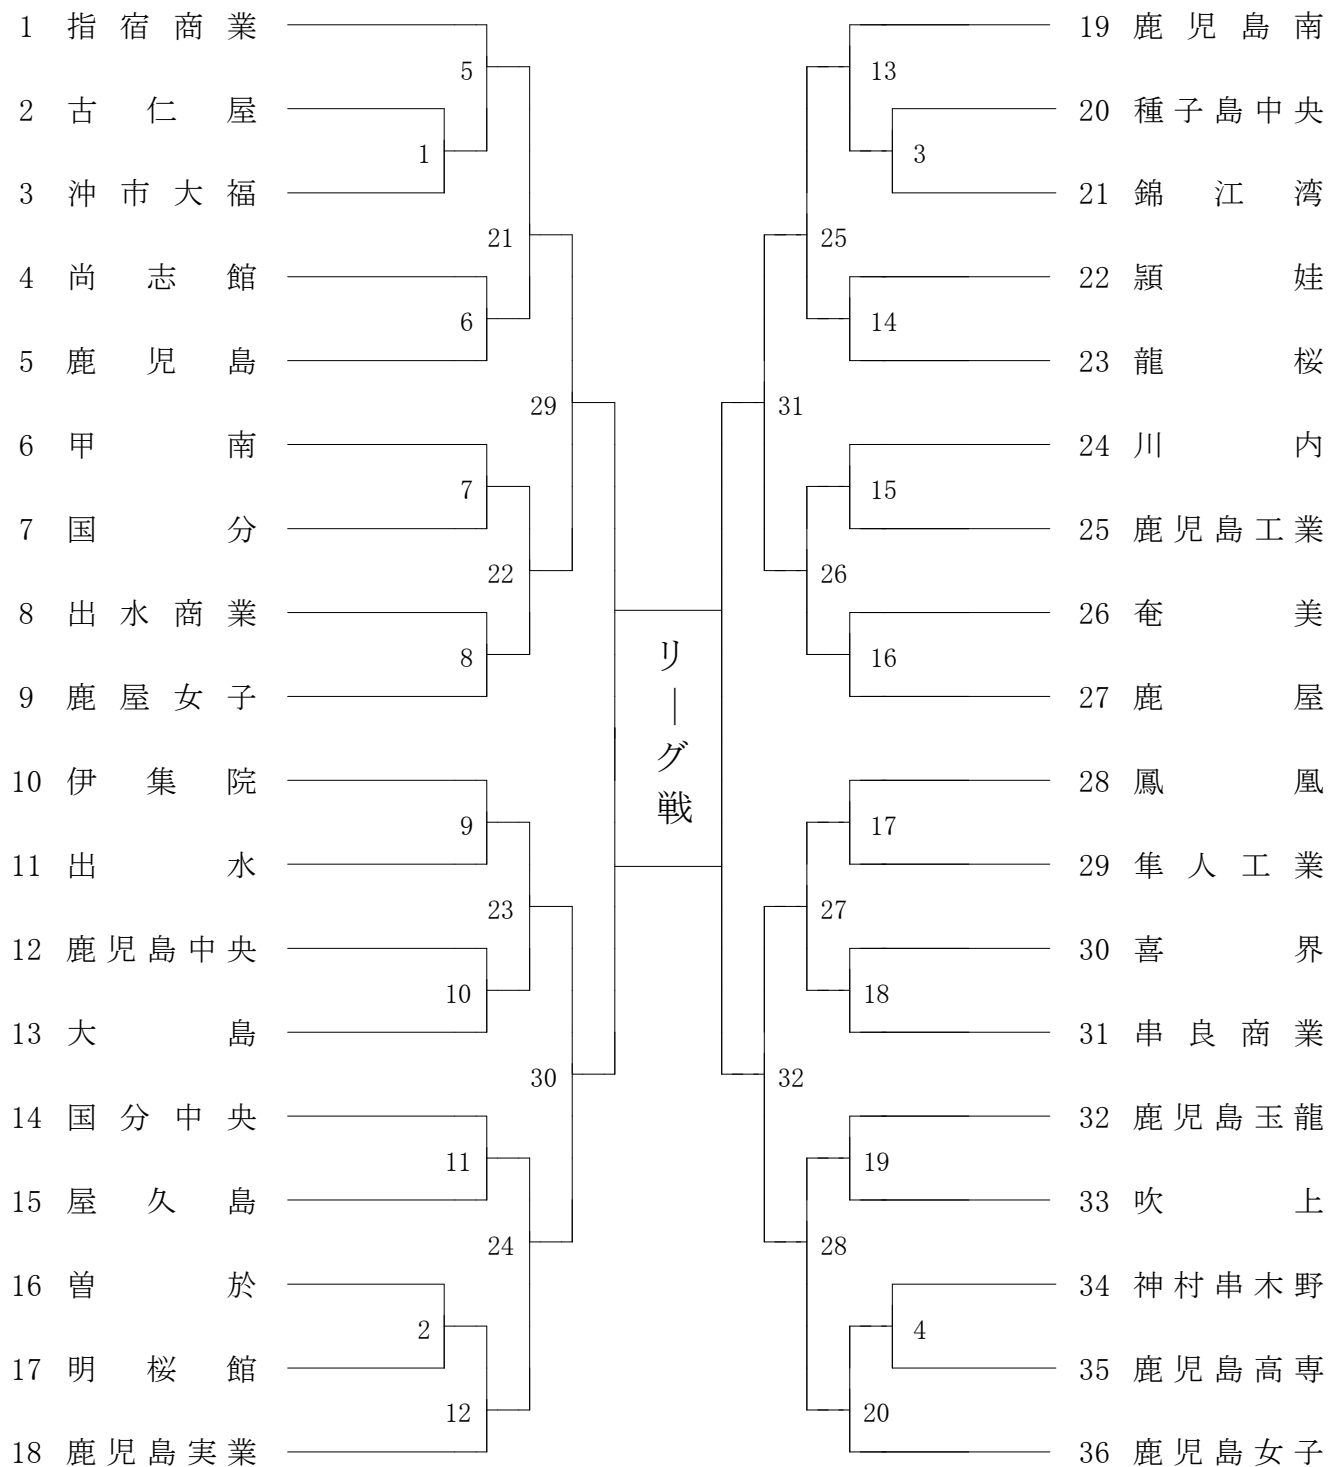 1 指宿商業
5
2 古仁屋
1
3 沖市大福
21
4 尚志館
6
5 鹿児島
29
6 甲南
7
7 国分
22
8 出水商業
8
9 鹿屋女子
10 伊集院
9
11 出水
23
12 鹿児島中央
10
13 大島
30
14 国分中央
11
15 屋久島
24
16 曽於
2
17 明桜館
12
18 鹿児島実業
リーグ戦
19 鹿児島南
13
20 種子島中央
3
21 錦江湾
25
22 頴娃
14
23 龍桜
31
24 川内
15
25 鹿児島工業
26
26 奄美
16
27 鹿屋
28 鳳凰
17
29 隼人工業
27
30 喜界
18
31 串良商業
32
32 鹿児島玉龍
19
33 吹上
28
34 神村串木野
4
35 鹿児島高専
20
36 鹿児島女子